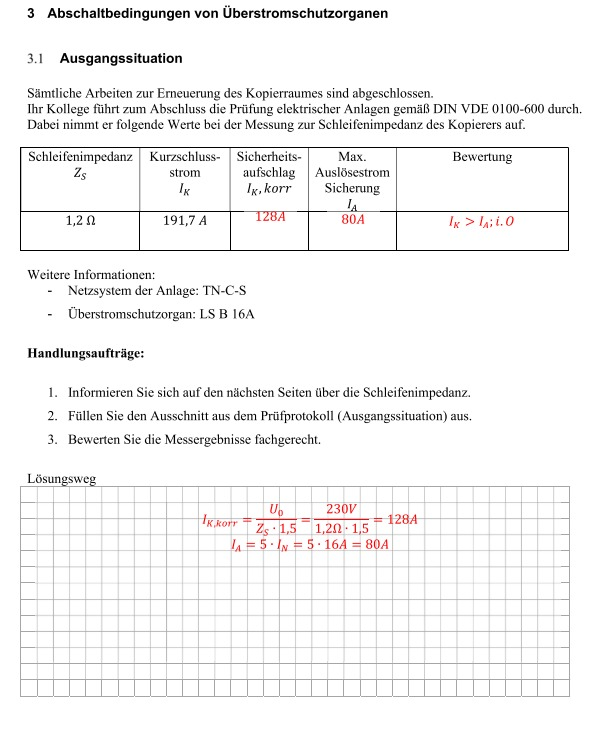 3 Abschaltbedingungen von Überstromschutzorganen
3.1 Ausgangssituation
Sämtliche Arbeiten zur Erneuerung des Kopierraumes sind abgeschlossen.
Ihr Kollege führt zum Abschluss die Prüfung elektrischer Anlagen gemäß DIN VDE 0100-600 durch.
Dabei nimmt er folgende Werte bei der Messung zur Schleifenimpedanz des Kopierers auf.
Schleifenimpedanz Z_S | Kurzschluss-strom I_K | Sicherheits-aufschlag I_K, korr | Max. Auslösestrom Sicherung I_A | Bewertung
1,2 Ω | 191,7 A | 128A | 80A | I_K > I_A; i.O
Weitere Informationen:
- Netzsystem der Anlage: TN-C-S
- Überstromschutzorgan: LS B 16A
Handlungsaufträge:
1. Informieren Sie sich auf den nächsten Seiten über die Schleifenimpedanz.
2. Füllen Sie den Ausschnitt aus dem Prüfprotokoll (Ausgangssituation) aus.
3. Bewerten Sie die Messergebnisse fachgerecht.
Lösungsweg
I_K,korr = U_0 / (Z_S · 1,5) = 230V / (1,2Ω · 1,5) = 128A
I_A = 5 · I_N = 5 · 16A = 80A